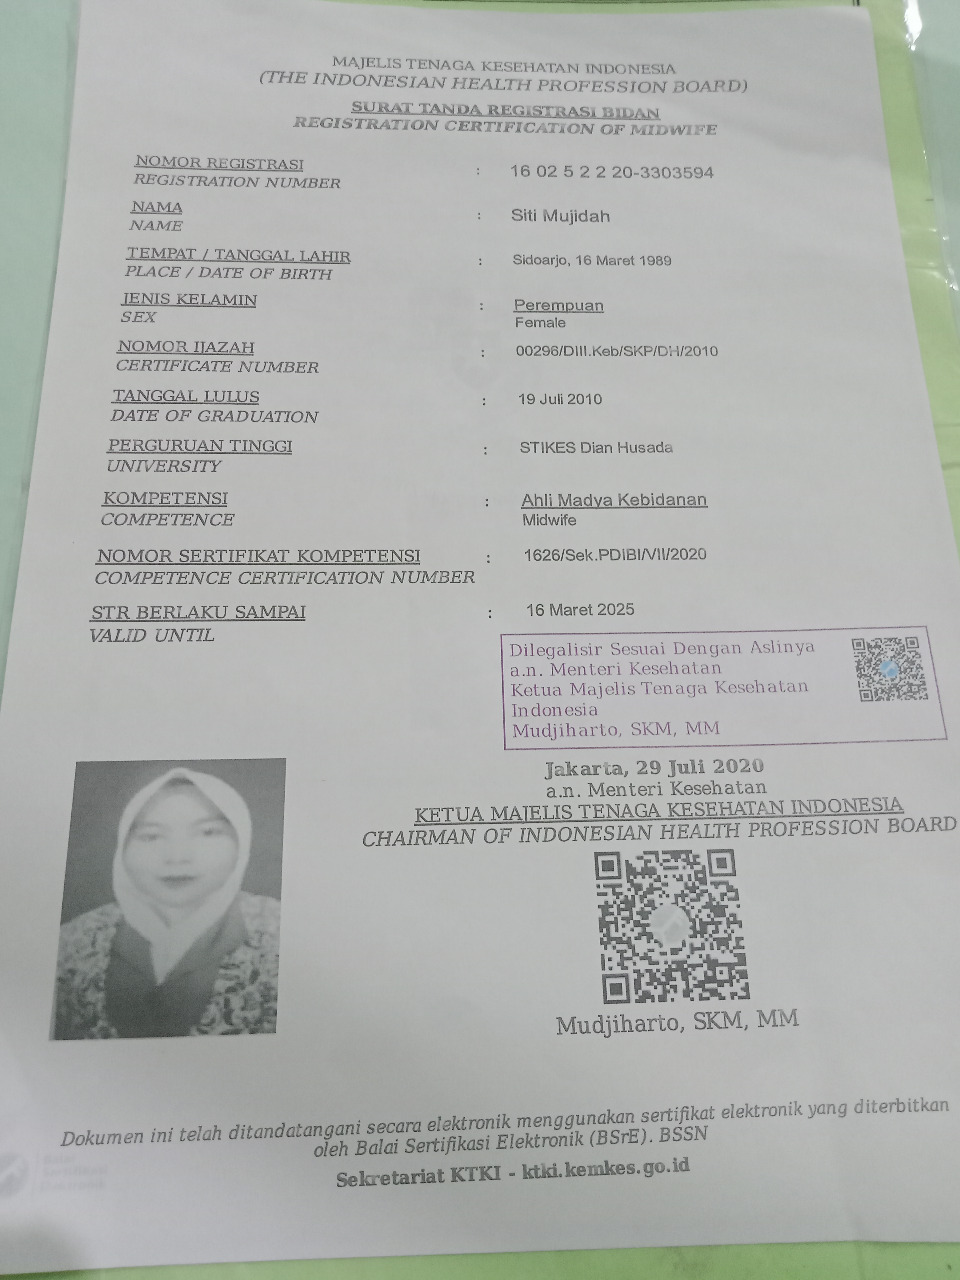 MAJELIS TENAGA KESEHATAN INDONESIA
(THE INDONESIAN HEALTH PROFESSION BOARD)
SURAT TANDA REGISTRASI BIDAN
REGISTRATION CERTIFICATION OF MIDWIFE
NOMOR REGISTRASI : 16 02 5 2 2 20-3303594
REGISTRATION NUMBER
NAMA : Siti Mujidah
NAME
TEMPAT / TANGGAL LAHIR : Sidoarjo, 16 Maret 1989
PLACE / DATE OF BIRTH
JENIS KELAMIN : Perempuan
SEX Female
NOMOR IJAZAH : 00296/DIII.Keb/SKP/DH/2010
CERTIFICATE NUMBER
TANGGAL LULUS : 19 Juli 2010
DATE OF GRADUATION
PERGURUAN TINGGI : STIKES Dian Husada
UNIVERSITY
KOMPETENSI : Ahli Madya Kebidanan
COMPETENCE Midwife
NOMOR SERTIFIKAT KOMPETENSI : 1626/Sek.PDIBI/VII/2020
COMPETENCE CERTIFICATION NUMBER
STR BERLAKU SAMPAI : 16 Maret 2025
VALID UNTIL
Dilegalisir Sesuai Dengan Aslinya
a.n. Menteri Kesehatan
Ketua Majelis Tenaga Kesehatan
Indonesia
Mudjiharto, SKM, MM
Jakarta, 29 Juli 2020
a.n. Menteri Kesehatan
KETUA MAJELIS TENAGA KESEHATAN INDONESIA
CHAIRMAN OF INDONESIAN HEALTH PROFESSION BOARD
Mudjiharto, SKM, MM
Dokumen ini telah ditandatangani secara elektronik menggunakan sertifikat elektronik yang diterbitkan
oleh Balai Sertifikasi Elektronik (BSrE). BSSN
Sekretariat KTKI - ktki.kemkes.go.id